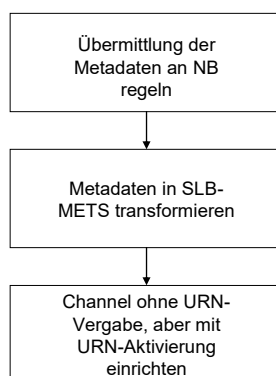 Übermittlung der
Metadaten an NB
regeln
Metadaten in SLB-
METS transformieren
Channel ohne URN-
Vergabe, aber mit
URN-Aktivierung
einrichten